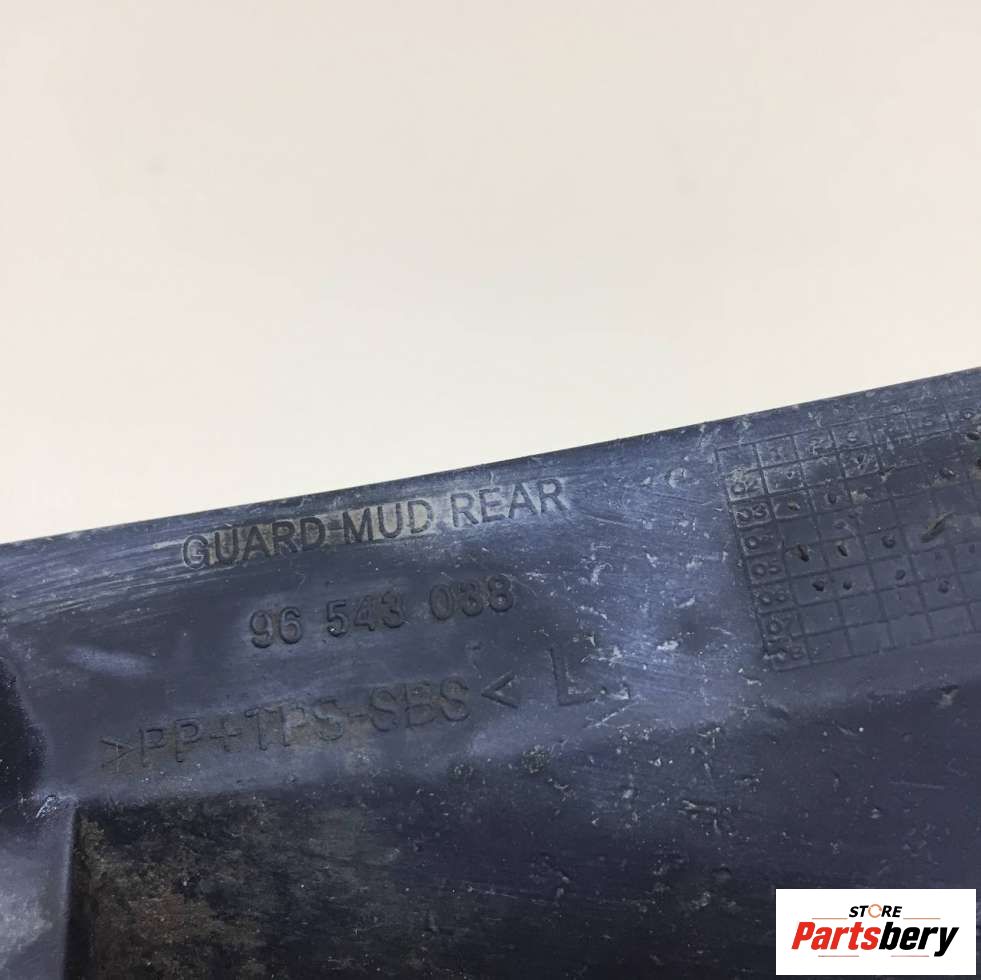 GUARD MUD REAR
96 543 038
>PP+TPS-SBS< L
STORE
Partsbery